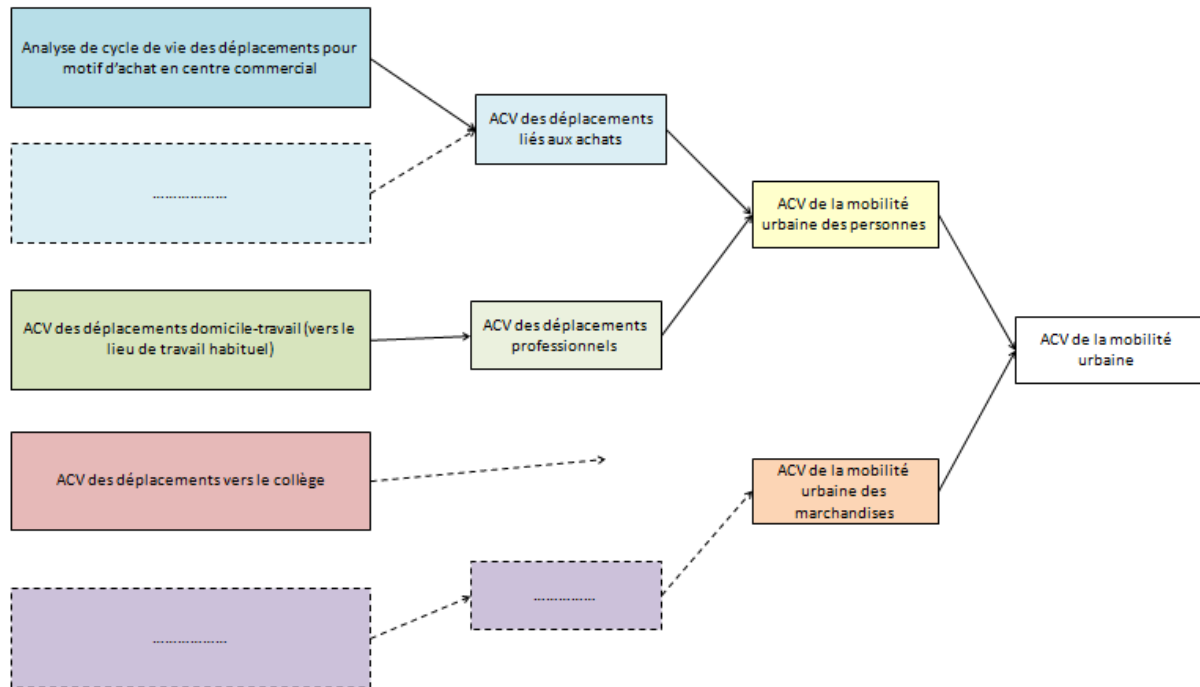 Analyse de cycle de vie des déplacements pour
motif d'achat en centre commercial
ACV des déplacements
liés aux achats
………………
ACV de la mobilité
urbaine des personnes
ACV des déplacements domicile-travail (vers le
lieu de travail habituel)
ACV des déplacements
professionnels
ACV de la mobilité
urbaine
ACV des déplacements vers le collège
ACV de la mobilité
urbaine des
marchandises
……………
………………